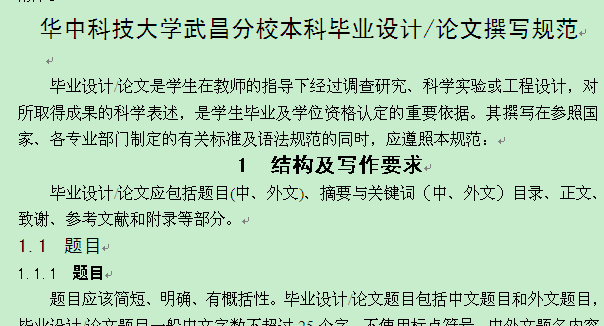 华中科技大学武昌分校本科毕业设计/论文撰写规范
毕业设计/论文是学生在教师的指导下经过调查研究、科学实验或工程设计，对
所取得成果的科学表述，是学生毕业及学位资格认定的重要依据。其撰写在参照国
家、各专业部门制定的有关标准及语法规范的同时，应遵照本规范：
1 结构及写作要求
毕业设计/论文应包括题目(中、外文)、摘要与关键词（中、外文）目录、正文、
致谢、参考文献和附录等部分。
1.1 题目
1.1.1 题目
题目应该简短、明确、有概括性。毕业设计/论文题目包括中文题目和外文题目，
毕业设计/论文题目一般中文字数不超过 25 个字，不使用标点符号，中外文题名内容